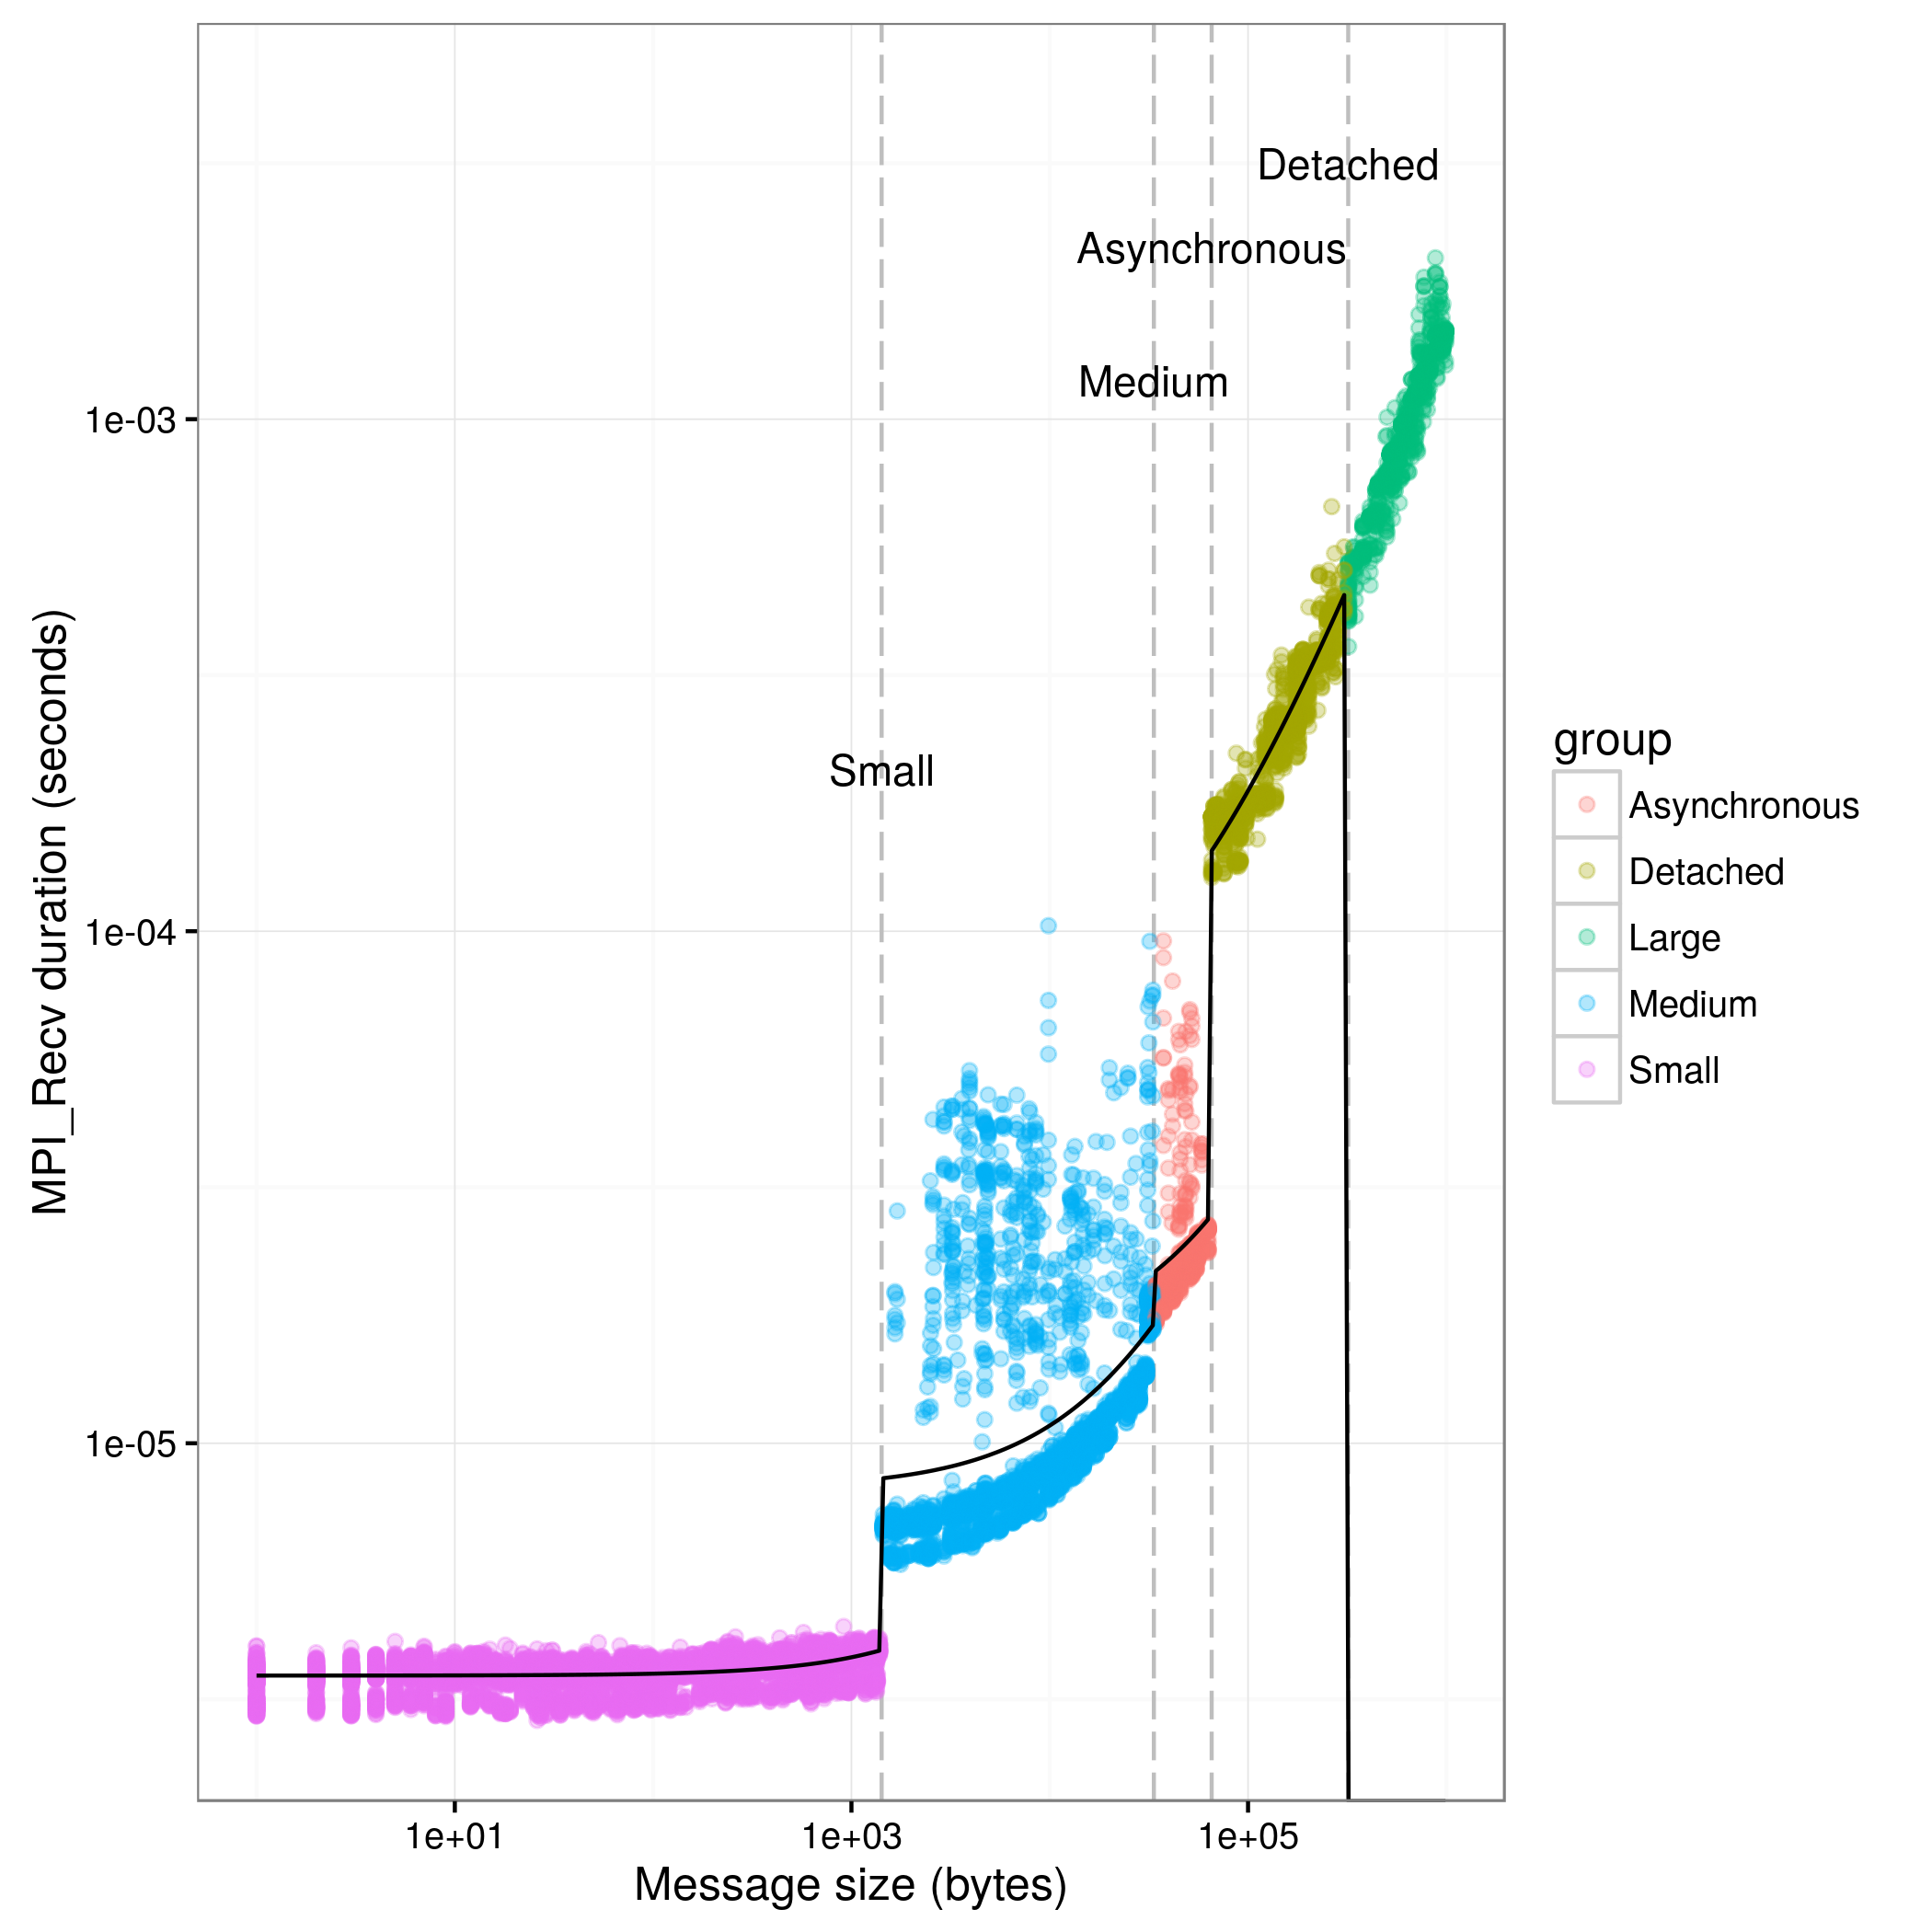 Detached
Asynchronous
Medium
1e-03
Small
1e-04
1e-05
MPI_Recv duration (seconds)
1e+01
1e+03
1e+05
Message size (bytes)
group
Asynchronous
Detached
Large
Medium
Small